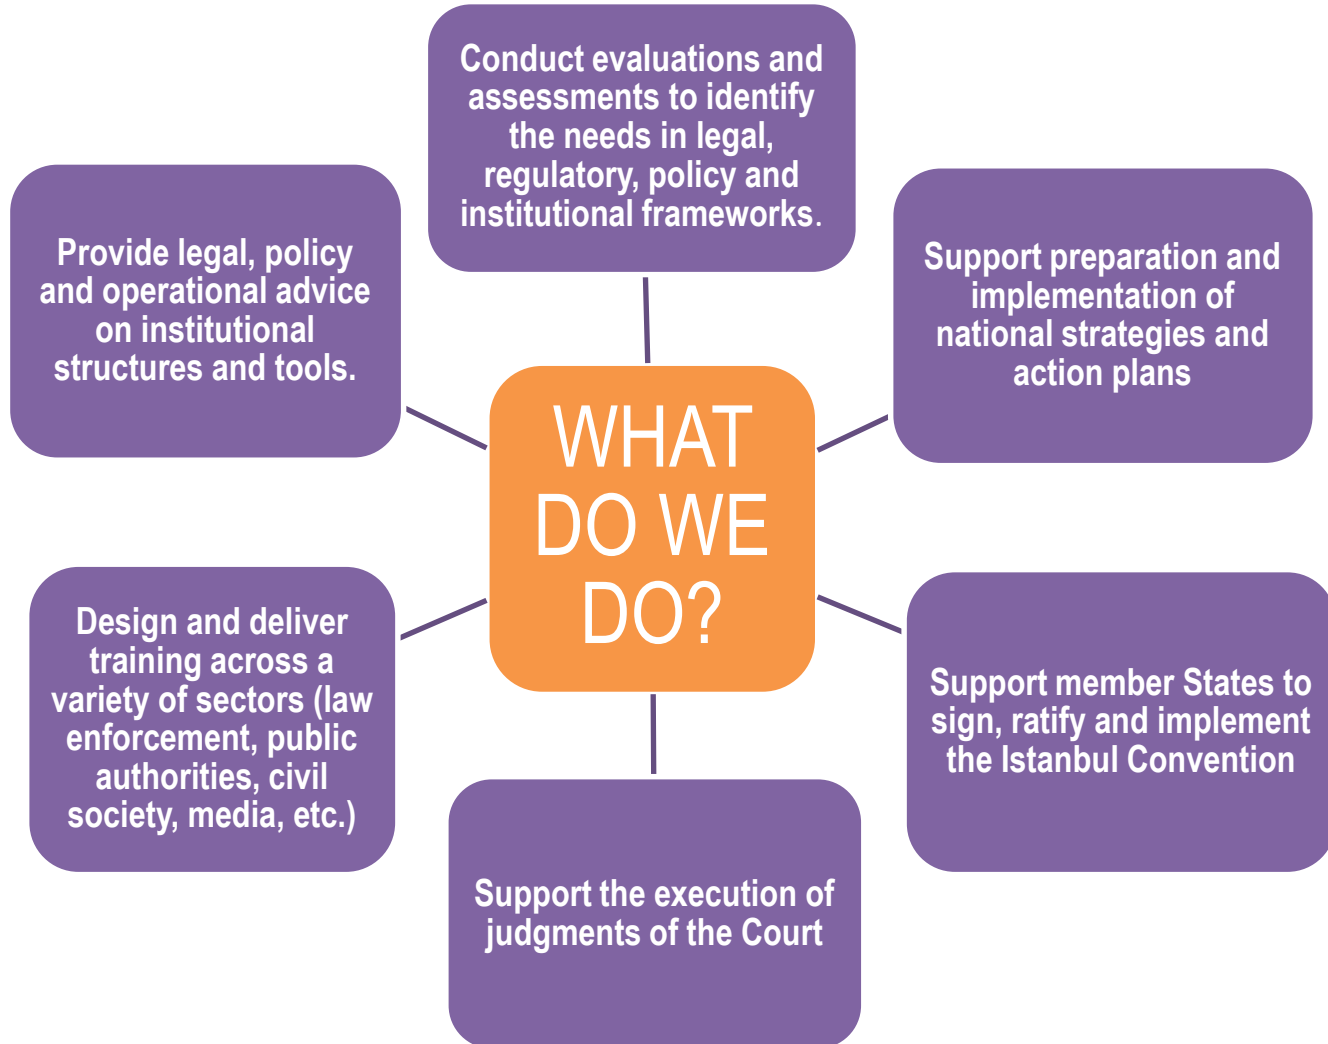 Conduct evaluations and
assessments to identify
the needs in legal,
regulatory, policy and
institutional frameworks.
Provide legal, policy
and operational advice
on institutional
structures and tools.
Support preparation and
implementation of
national strategies and
action plans
WHAT
DO WE
DO?
Design and deliver
training across a
variety of sectors (law
enforcement, public
authorities, civil
society, media, etc.)
Support member States to
sign, ratify and implement
the Istanbul Convention
Support the execution of
judgments of the Court